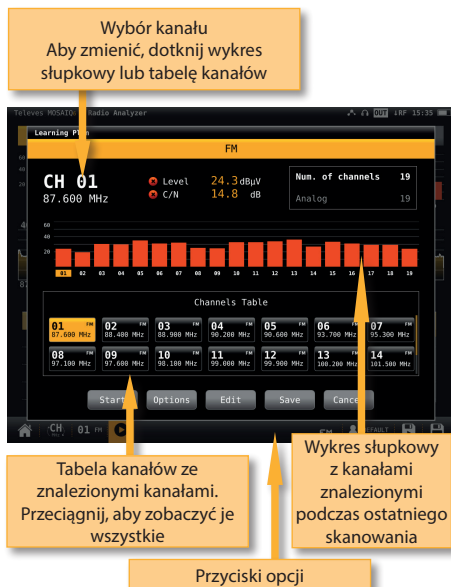 Wybór kanału
Aby zmienić, dotknij wykres
słupkowy lub tabelę kanałów
Televes MOSAIQ Radio Analyzer
OUT iRF 15:35
Learning
FM
CH 01
87.600 MHz
Level 24.3 dBµV
C/N 14.8 dB
Num. of channels 19
Analog 19
60
40
20
01 02 03 04 05 06 07 08 09 10 11 12 13 14 15 16 17 18 19
Channels Table
01 FM 02 FM 03 FM 04 FM 05 FM 06 FM 07 FM
87.600 MHz 88.400 MHz 88.900 MHz 90.200 MHz 90.600 MHz 93.700 MHz 95.300 MHz
08 FM 09 FM 10 FM 11 FM 12 FM 13 FM 14 FM
97.100 MHz 97.600 MHz 98.100 MHz 99.000 MHz 99.900 MHz 100.200 MHz 101.500 MHz
Start Options Edit Save Cancel
CH 01 FM FM DEFAULT
Tabela kanałów ze
znalezionymi kanałami.
Przeciągnij, aby zobaczyć je
wszystkie
Wykres słupkowy
z kanałami
znalezionymi
podczas ostatniego
skanowania
Przyciski opcji